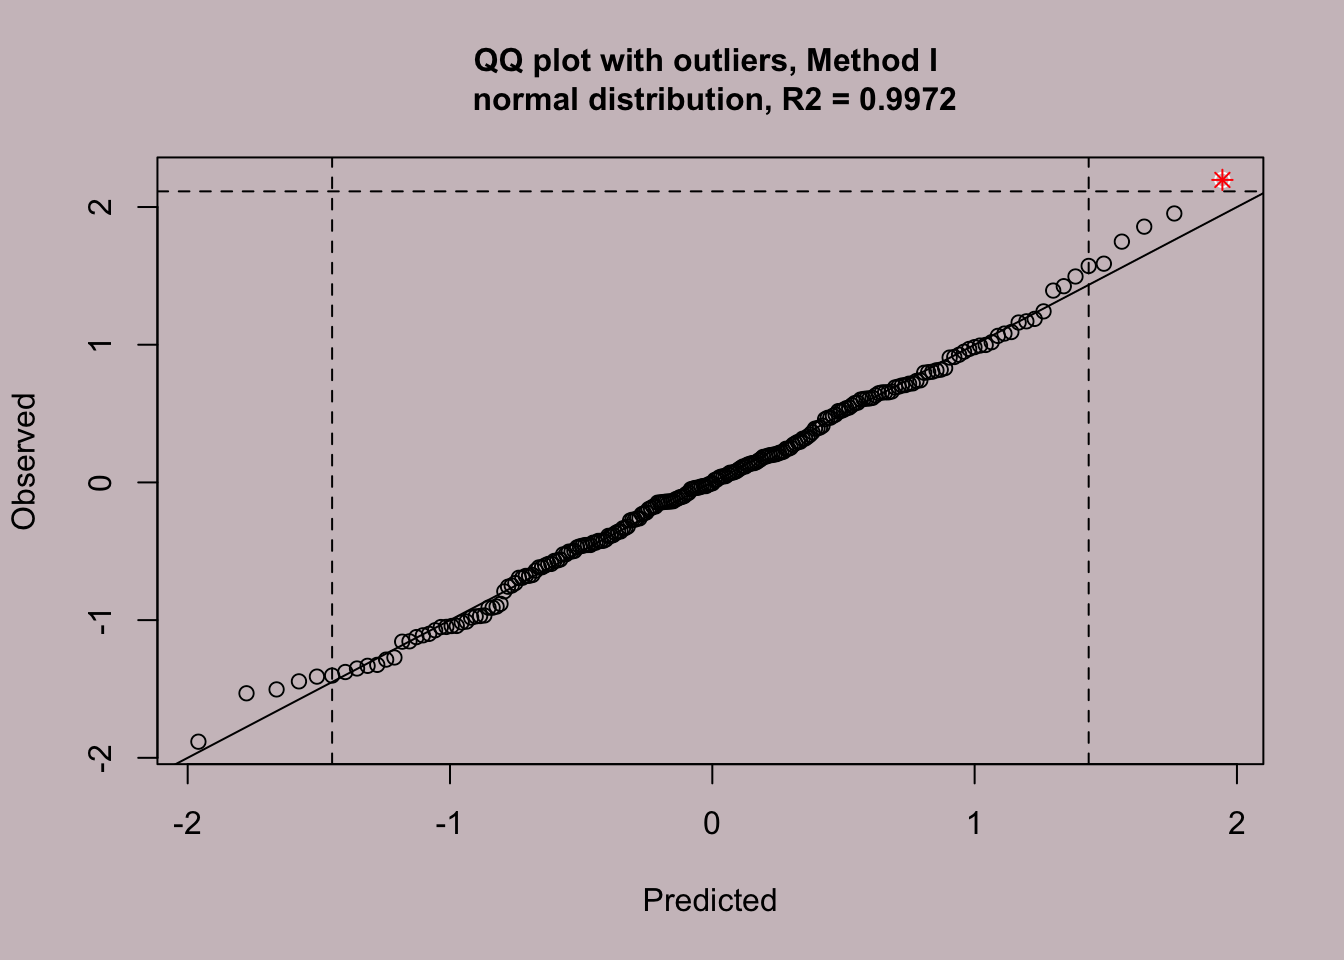 QQ plot with outliers, Method I
normal distribution, R2 = 0.9972
2
1
0
-1
-2
Observed
-2
-1
0
1
2
Predicted